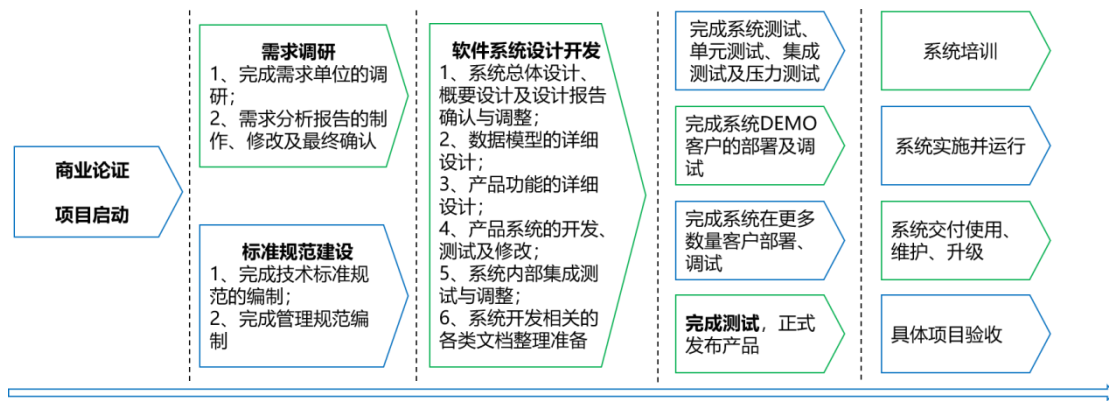 商业论证
项目启动
需求调研
1、完成需求单位的调
研；
2、需求分析报告的制
作、修改及最终确认
标准规范建设
1、完成技术标准规
范的编制；
2、完成管理规范编
制
软件系统设计开发
1、系统总体设计、
概要设计及设计报告
确认与调整；
2、数据模型的详细
设计；
3、产品功能的详细
设计；
4、产品系统的开发、
测试及修改；
5、系统内部集成测
试与调整；
6、系统开发相关的
各类文档整理准备
完成系统测试、
单元测试、集成
测试及压力测试
完成系统DEMO
客户的部署及调
试
完成系统在更多
数量客户部署、
调试
完成测试，正式
发布产品
系统培训
系统实施并运行
系统交付使用、
维护、升级
具体项目验收